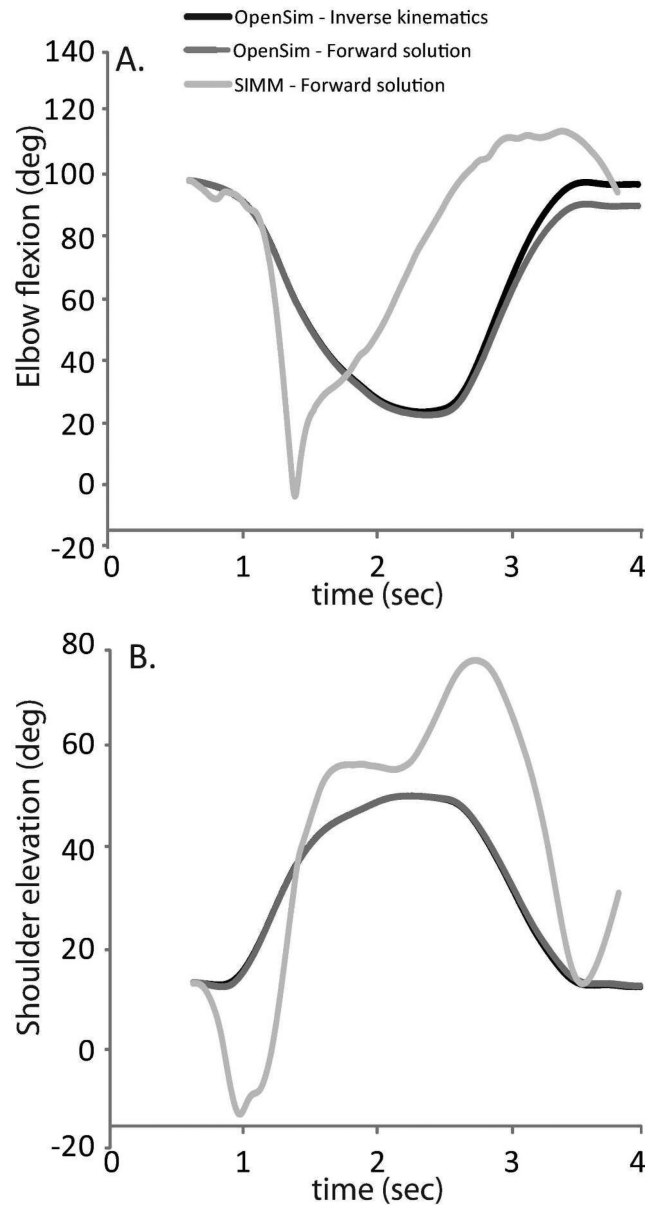 OpenSim - Inverse kinematics
OpenSim - Forward solution
SIMM - Forward solution
A.
Elbow flexion (deg)
140
120
100
80
60
40
20
0
-20
0 1 2 3 4
time (sec)
B.
Shoulder elevation (deg)
80
60
40
20
0
-20
0 1 2 3 4
time (sec)